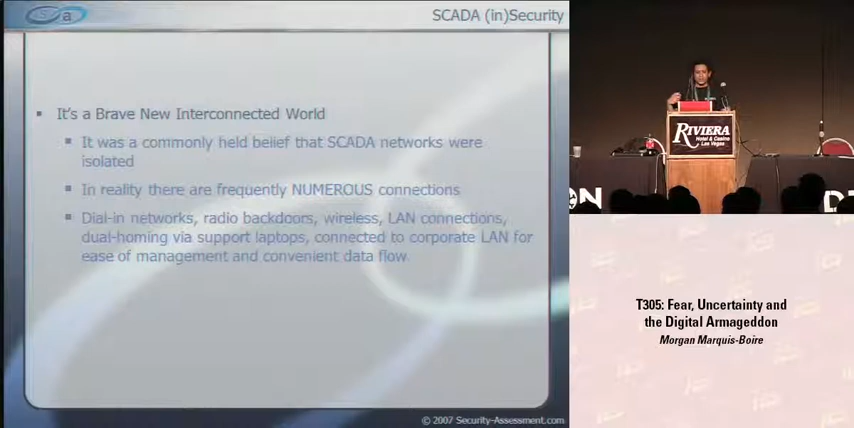 a
SCADA (in)Security
It's a Brave New Interconnected World
It was a commonly held belief that SCADA networks were
isolated
In reality there are frequently NUMEROUS connections
Dial-in networks, radio backdoors, wireless, LAN connections,
dual-homing via support laptops, connected to corporate LAN for
ease of management and convenient data flow.
© 2007 Security-Assessment.com
RIVIERA
Hotel & Casino
Las Vegas
ON
T305: Fear, Uncertainty and
the Digital Armageddon
Morgan Marquis-Boire